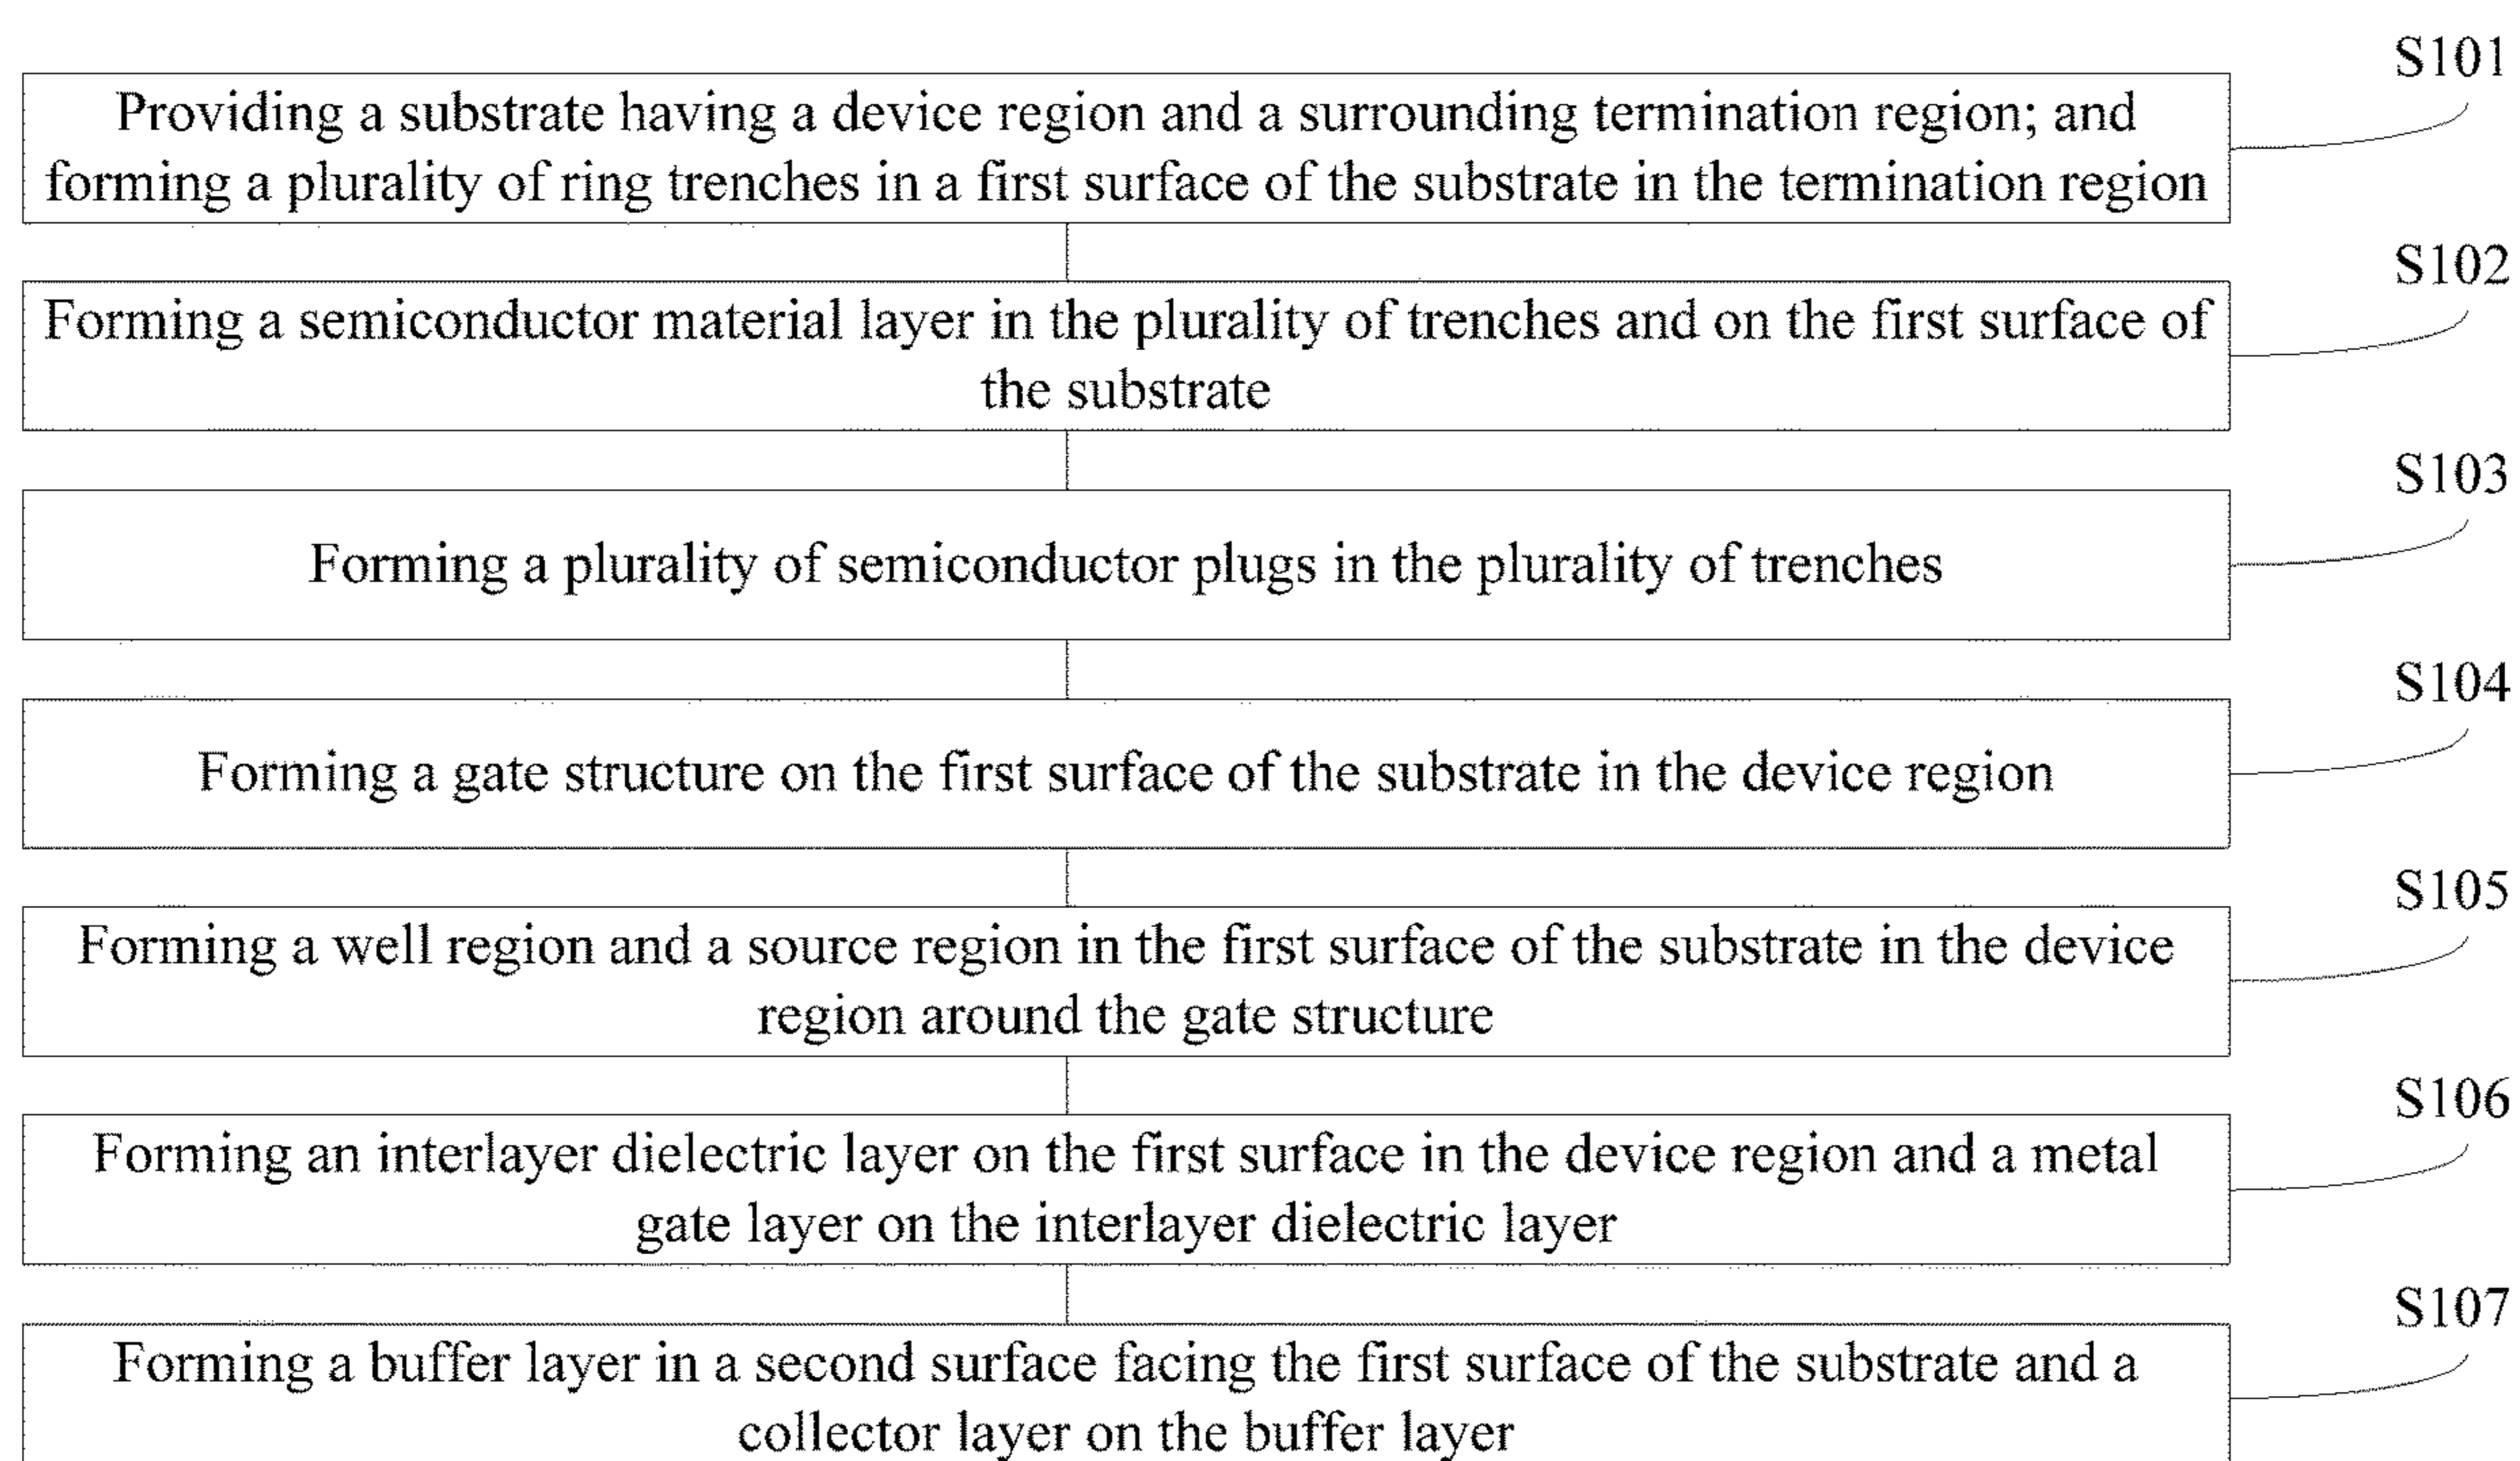 S101
Providing a substrate having a device region and a surrounding termination region; and
forming a plurality of ring trenches in a first surface of the substrate in the termination region
S102
Forming a semiconductor material layer in the plurality of trenches and on the first surface of
the substrate
S103
Forming a plurality of semiconductor plugs in the plurality of trenches
S104
Forming a gate structure on the first surface of the substrate in the device region
S105
Forming a well region and a source region in the first surface of the substrate in the device
region around the gate structure
S106
Forming an interlayer dielectric layer on the first surface in the device region and a metal
gate layer on the interlayer dielectric layer
S107
Forming a buffer layer in a second surface facing the first surface of the substrate and a
collector layer on the buffer layer